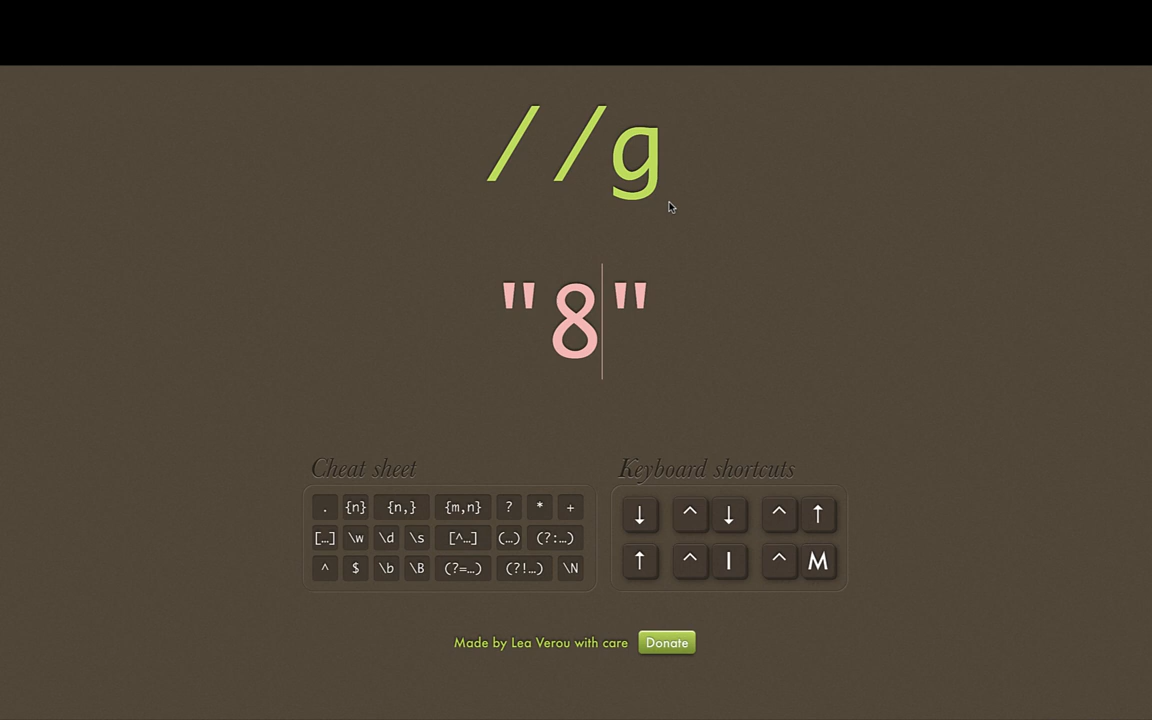 //g
"8"
Cheat sheet
. {n} {n,} {m,n} ? * +
[…] \w \d \s [^…] (…) (?:…)
^ $ \b \B (?=…) (?!…) \N
Keyboard shortcuts
↓ ^ ↓ ^ ↑
↑ ^ I ^ M
Made by Lea Verou with care Donate